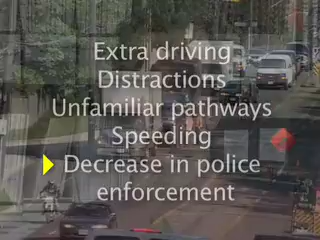 Extra driving
Distractions
Unfamiliar pathways
Speeding
Decrease in police
enforcement